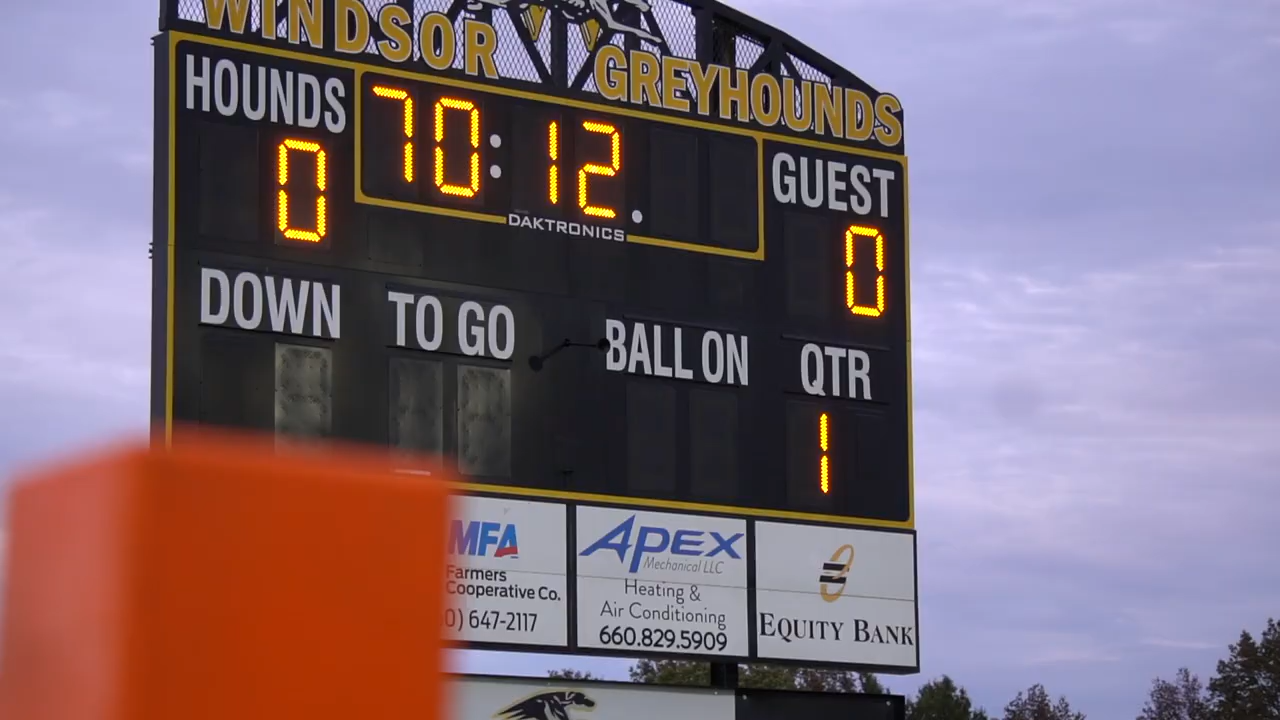 WINDSOR GREYHOUNDS
HOUNDS
70:12.
GUEST
0
0
DAKTRONICS
DOWN
TO GO
BALL ON
QTR
1
MFA
Farmers
Cooperative Co.
0) 647-2117
APEX
Mechanical LLC
Heating &
Air Conditioning
660.829.5909
EQUITY BANK